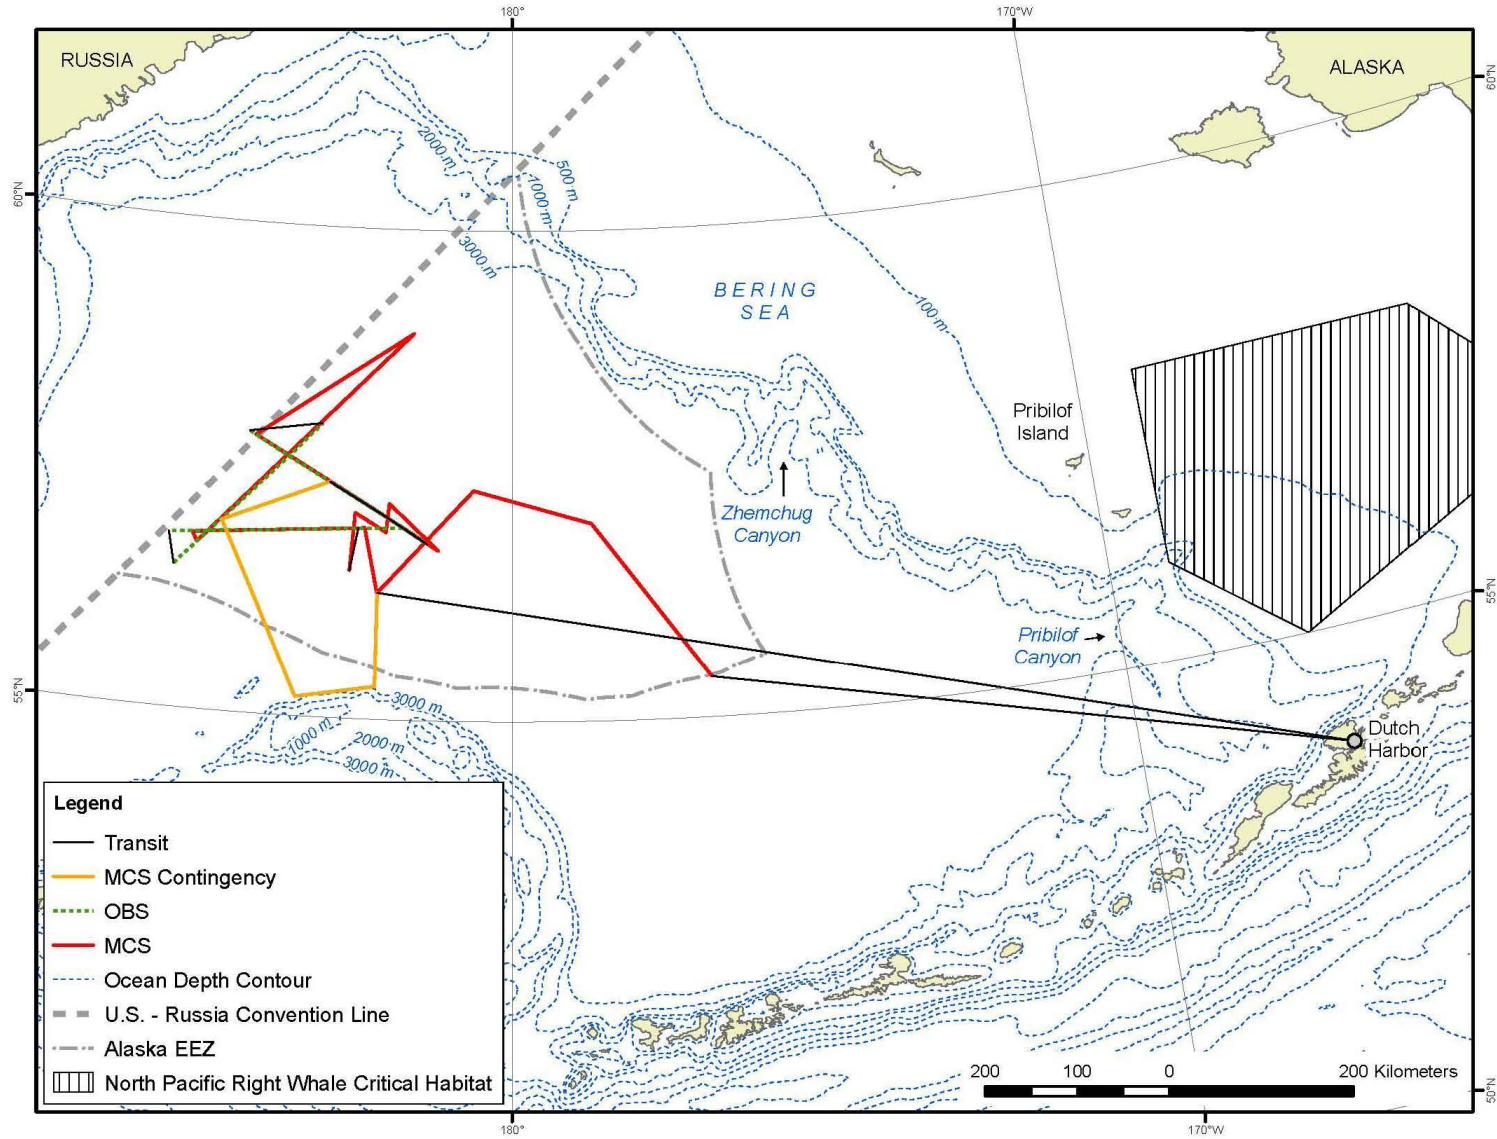 180°
170°W
RUSSIA
ALASKA
60°N
2000 m
500 m
1000 m
60°N
3000 m
BERING
SEA
100 m
Pribilof
Island
Zhemchug
Canyon
55°N
Pribilof
Canyon
55°N
3000 m
1000 m
2000 m
3000 m
Dutch
Harbor
Legend
Transit
MCS Contingency
OBS
MCS
Ocean Depth Contour
U.S. - Russia Convention Line
Alaska EEZ
North Pacific Right Whale Critical Habitat
200 100 0 200 Kilometers
50°N
180°
170°W